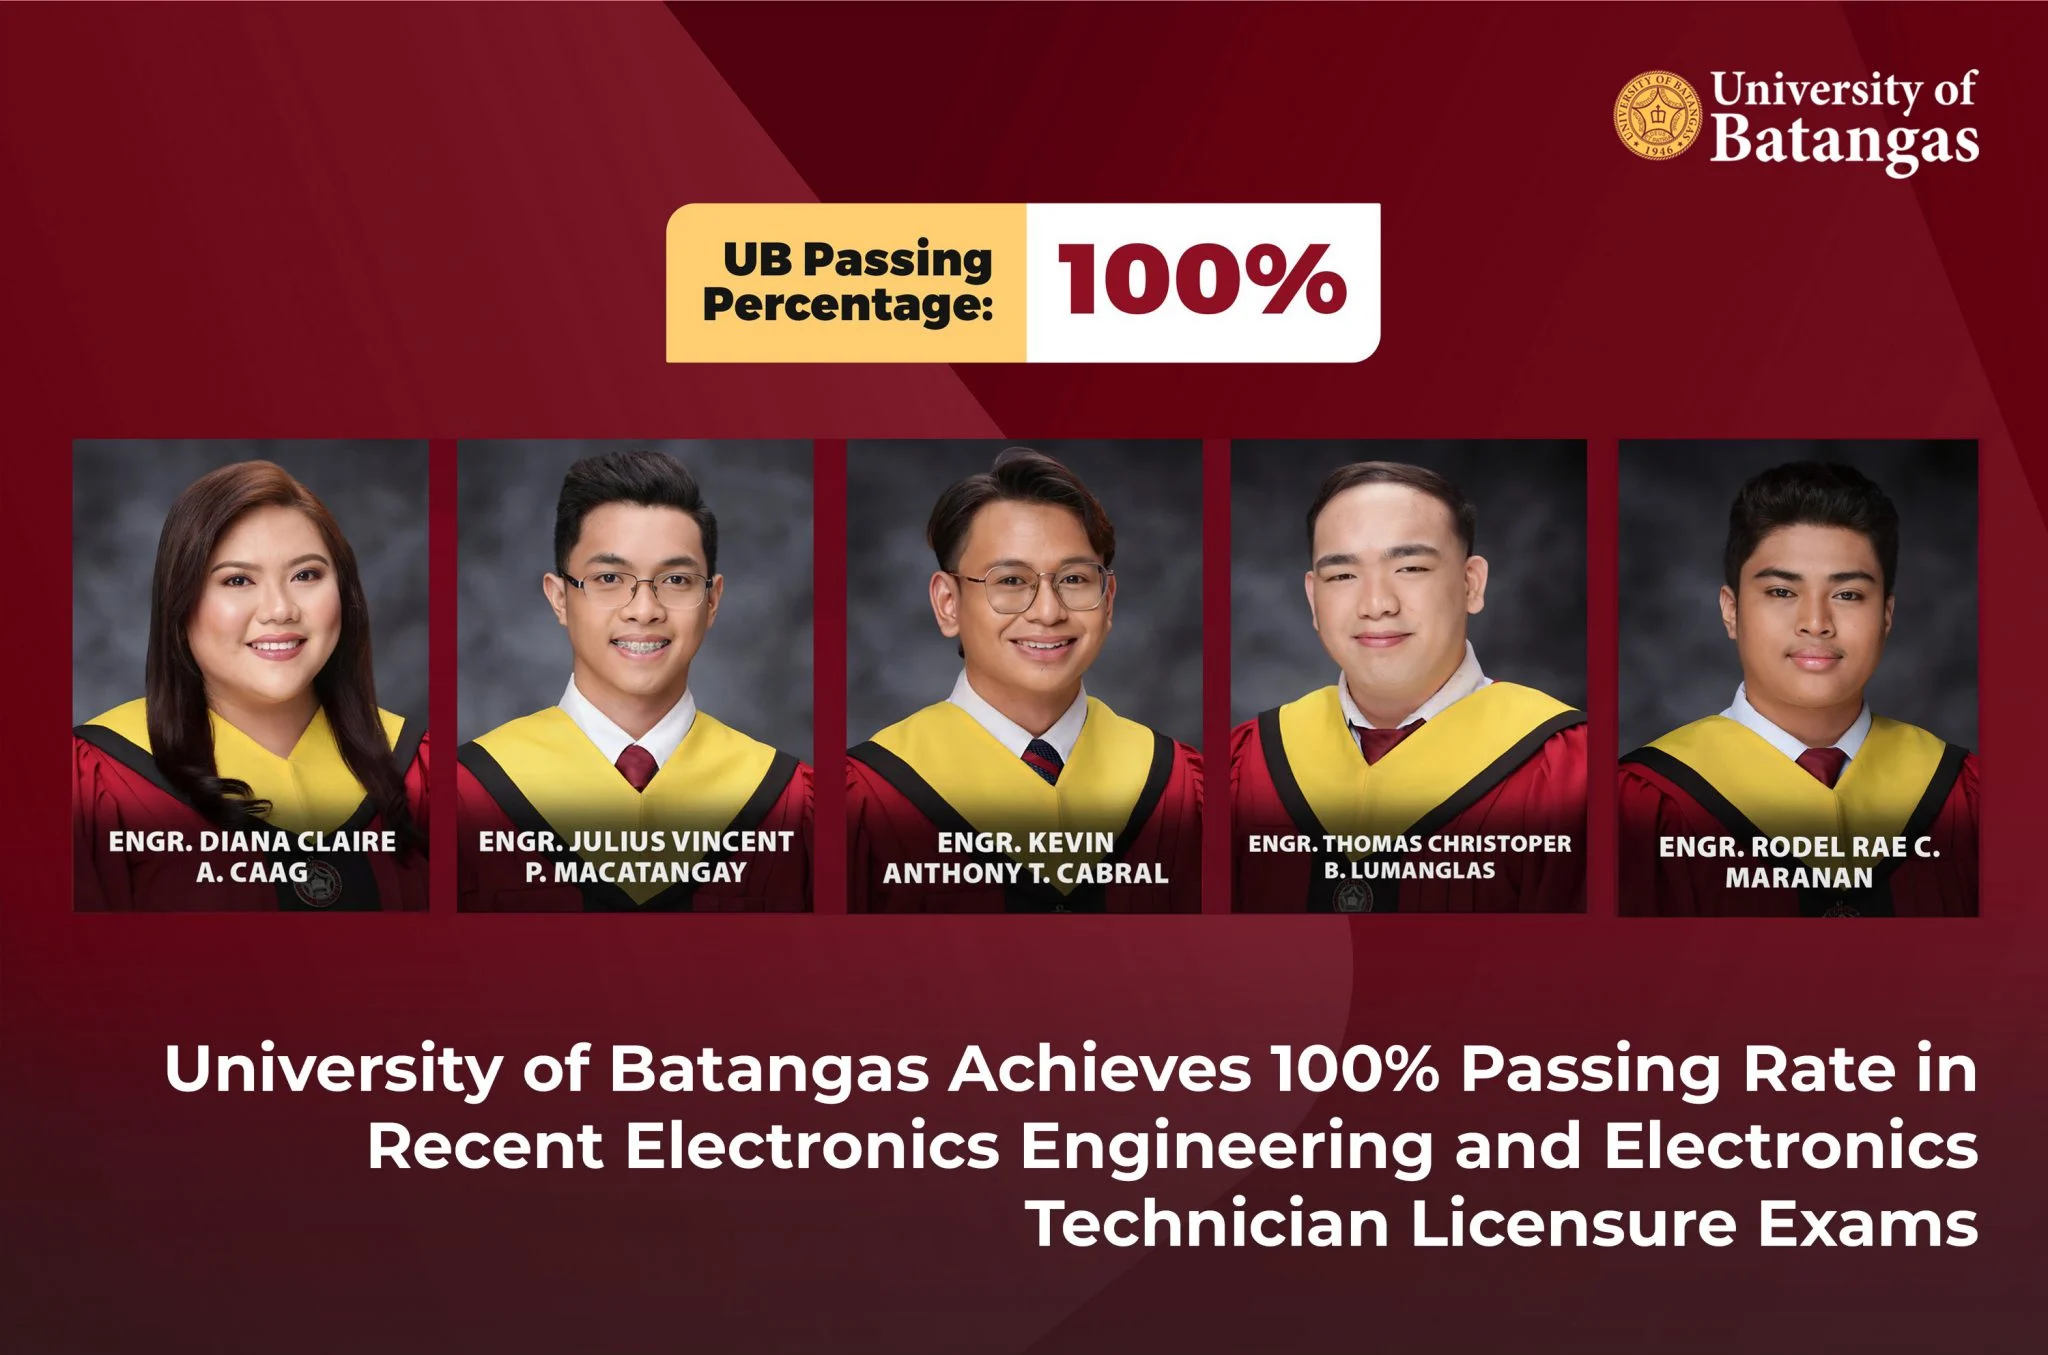 UNIVERSITY OF BATANGAS
★ 1946 ★
University of
Batangas
UB Passing
Percentage:
100%
ENGR. DIANA CLAIRE
A. CAAG
ENGR. JULIUS VINCENT
P. MACATANGAY
ENGR. KEVIN
ANTHONY T. CABRAL
ENGR. THOMAS CHRISTOPER
B. LUMANGLAS
ENGR. RODEL RAE C.
MARANAN
University of Batangas Achieves 100% Passing Rate in
Recent Electronics Engineering and Electronics
Technician Licensure Exams